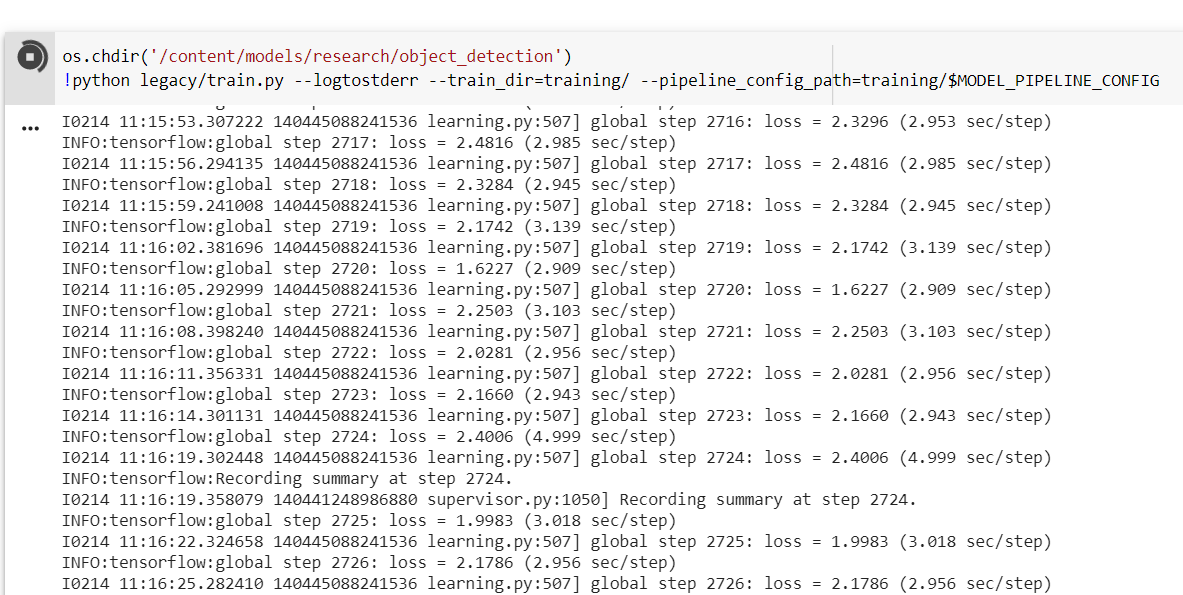 os.chdir('/content/models/research/object_detection')
!python legacy/train.py --logtostderr --train_dir=training/ --pipeline_config_path=training/$MODEL_PIPELINE_CONFIG
I0214 11:15:53.307222 140445088241536 learning.py:507] global step 2716: loss = 2.3296 (2.953 sec/step)
INFO:tensorflow:global step 2717: loss = 2.4816 (2.985 sec/step)
I0214 11:15:56.294135 140445088241536 learning.py:507] global step 2717: loss = 2.4816 (2.985 sec/step)
INFO:tensorflow:global step 2718: loss = 2.3284 (2.945 sec/step)
I0214 11:15:59.241008 140445088241536 learning.py:507] global step 2718: loss = 2.3284 (2.945 sec/step)
INFO:tensorflow:global step 2719: loss = 2.1742 (3.139 sec/step)
I0214 11:16:02.381696 140445088241536 learning.py:507] global step 2719: loss = 2.1742 (3.139 sec/step)
INFO:tensorflow:global step 2720: loss = 1.6227 (2.909 sec/step)
I0214 11:16:05.292999 140445088241536 learning.py:507] global step 2720: loss = 1.6227 (2.909 sec/step)
INFO:tensorflow:global step 2721: loss = 2.2503 (3.103 sec/step)
I0214 11:16:08.398240 140445088241536 learning.py:507] global step 2721: loss = 2.2503 (3.103 sec/step)
INFO:tensorflow:global step 2722: loss = 2.0281 (2.956 sec/step)
I0214 11:16:11.356331 140445088241536 learning.py:507] global step 2722: loss = 2.0281 (2.956 sec/step)
INFO:tensorflow:global step 2723: loss = 2.1660 (2.943 sec/step)
I0214 11:16:14.301131 140445088241536 learning.py:507] global step 2723: loss = 2.1660 (2.943 sec/step)
INFO:tensorflow:global step 2724: loss = 2.4006 (4.999 sec/step)
I0214 11:16:19.302448 140445088241536 learning.py:507] global step 2724: loss = 2.4006 (4.999 sec/step)
INFO:tensorflow:Recording summary at step 2724.
I0214 11:16:19.358079 140441248986880 supervisor.py:1050] Recording summary at step 2724.
INFO:tensorflow:global step 2725: loss = 1.9983 (3.018 sec/step)
I0214 11:16:22.324658 140445088241536 learning.py:507] global step 2725: loss = 1.9983 (3.018 sec/step)
INFO:tensorflow:global step 2726: loss = 2.1786 (2.956 sec/step)
I0214 11:16:25.282410 140445088241536 learning.py:507] global step 2726: loss = 2.1786 (2.956 sec/step)